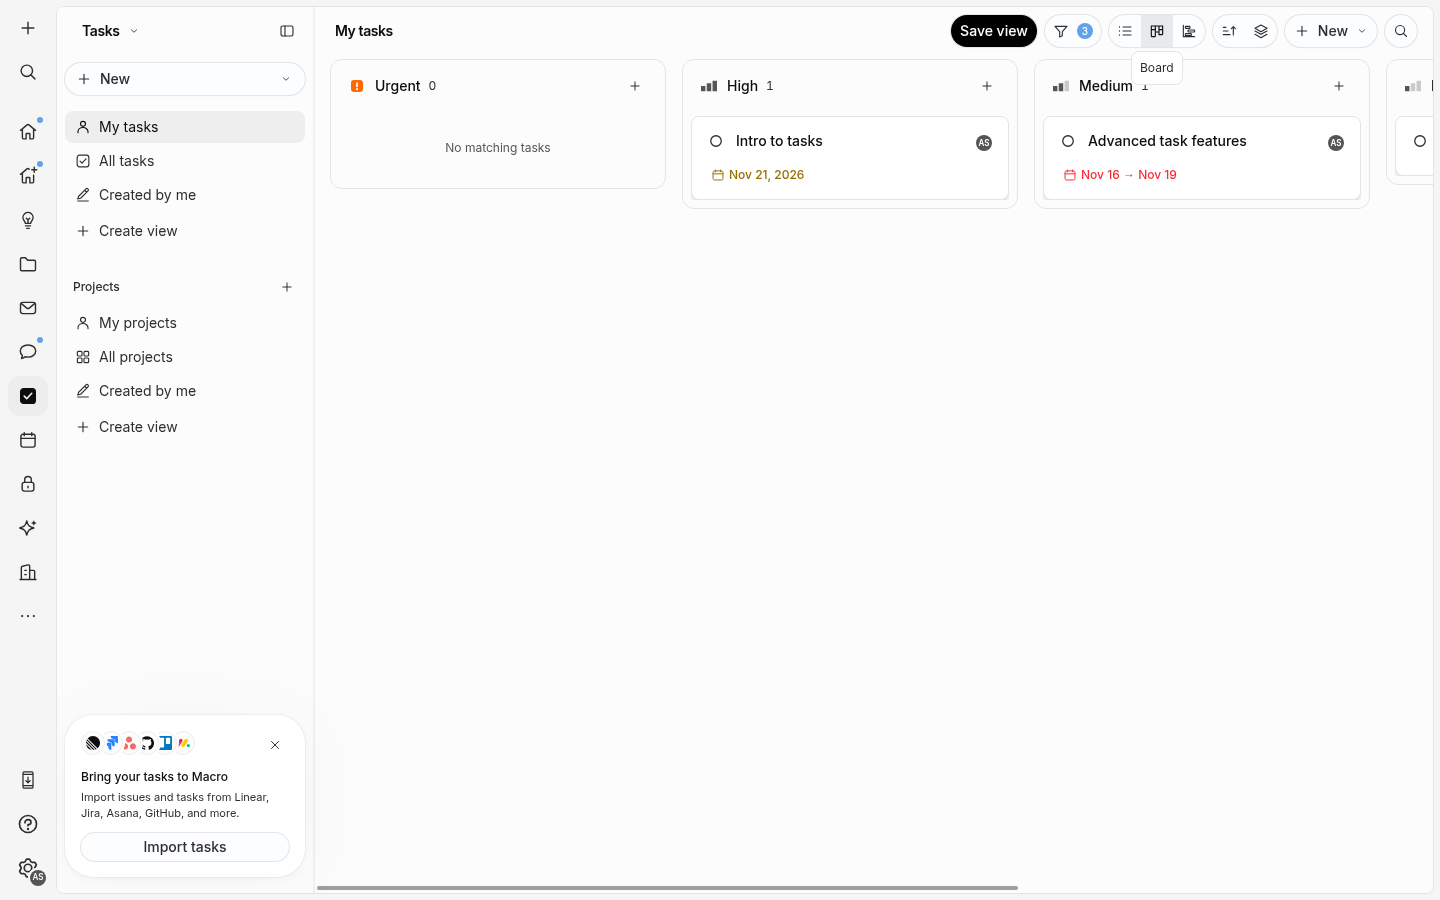 Tasks
New
My tasks
All tasks
Created by me
Create view
Projects
My projects
All projects
Created by me
Create view
Bring your tasks to Macro
Import issues and tasks from Linear,
Jira, Asana, GitHub, and more.
Import tasks
AS
My tasks
Save view
3
New
Board
Urgent 0
No matching tasks
High 1
Intro to tasks
AS
Nov 21, 2026
Medium 1
Advanced task features
AS
Nov 16 → Nov 19